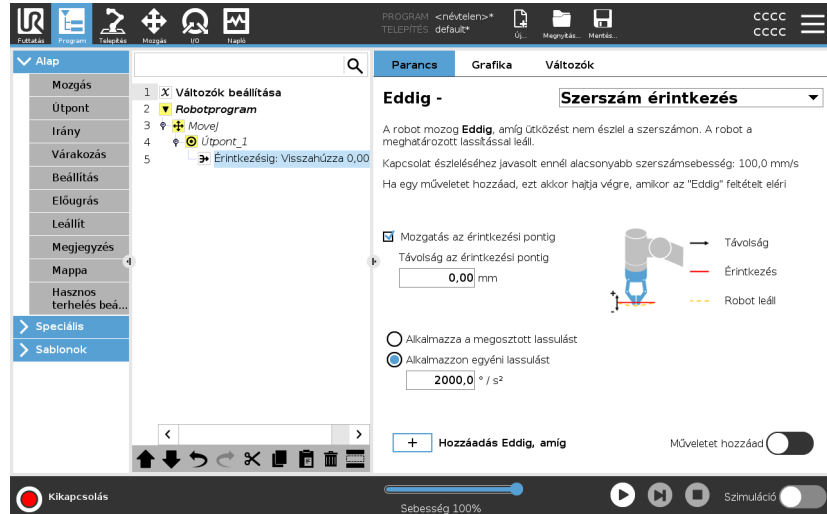 UR
Futtatás
Program
Telepítés
Mozgás
I/O
Napló
PROGRAM <névtelen>*
TELEPÍTÉS default*
Új...
Megnyitás...
Mentés...
cccc
cccc
Alap
Mozgás
Útpont
Irány
Várakozás
Beállítás
Előugrás
Leállít
Megjegyzés
Mappa
Hasznos
terhelés beá...
Speciális
Sablonok
1 X Változók beállítása
2 Robotprogram
3 MoveJ
4 Útpont_1
5 Érintkezésig: Visszahúzza 0,00
Parancs
Grafika
Változók
Eddig -
Szerszám érintkezés
A robot mozog Eddig, amíg ütközést nem észlel a szerszámon. A robot a
meghatározott lassítással leáll.
Kapcsolat észleléséhez javasolt ennél alacsonyabb szerszámsebesség: 100,0 mm/s
Ha egy műveletet hozzáad, ezt akkor hajtja végre, amikor az "Eddig" feltételt eléri
Mozgatás az érintkezési pontig
Távolság az érintkezési pontig
0,00 mm
+
-
Távolság
Érintkezés
Robot leáll
Alkalmazza a megosztott lassulást
Alkalmazzon egyéni lassulást
2000,0 ° / s²
+ Hozzáadás Eddig, amíg
Műveletet hozzáad
Kikapcsolás
Sebesség 100%
Szimuláció